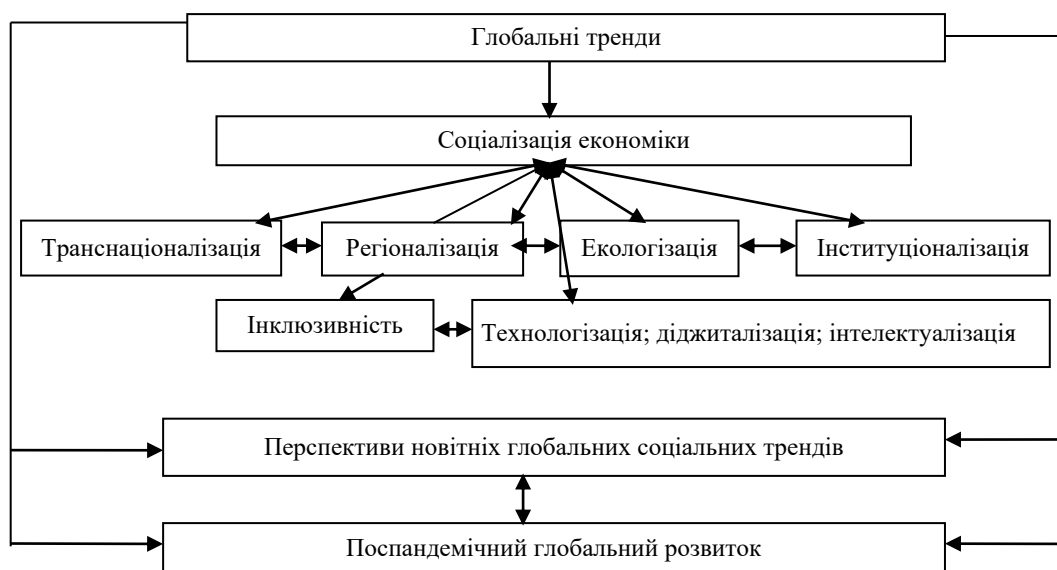 Глобальні тренди
Соціалізація економіки
Транснаціоналізація
Регіоналізація
Екологізація
Інституціоналізація
Інклюзивність
Технологізація; діджиталізація; інтелектуалізація
Перспективи новітніх глобальних соціальних трендів
Поспандемічний глобальний розвиток